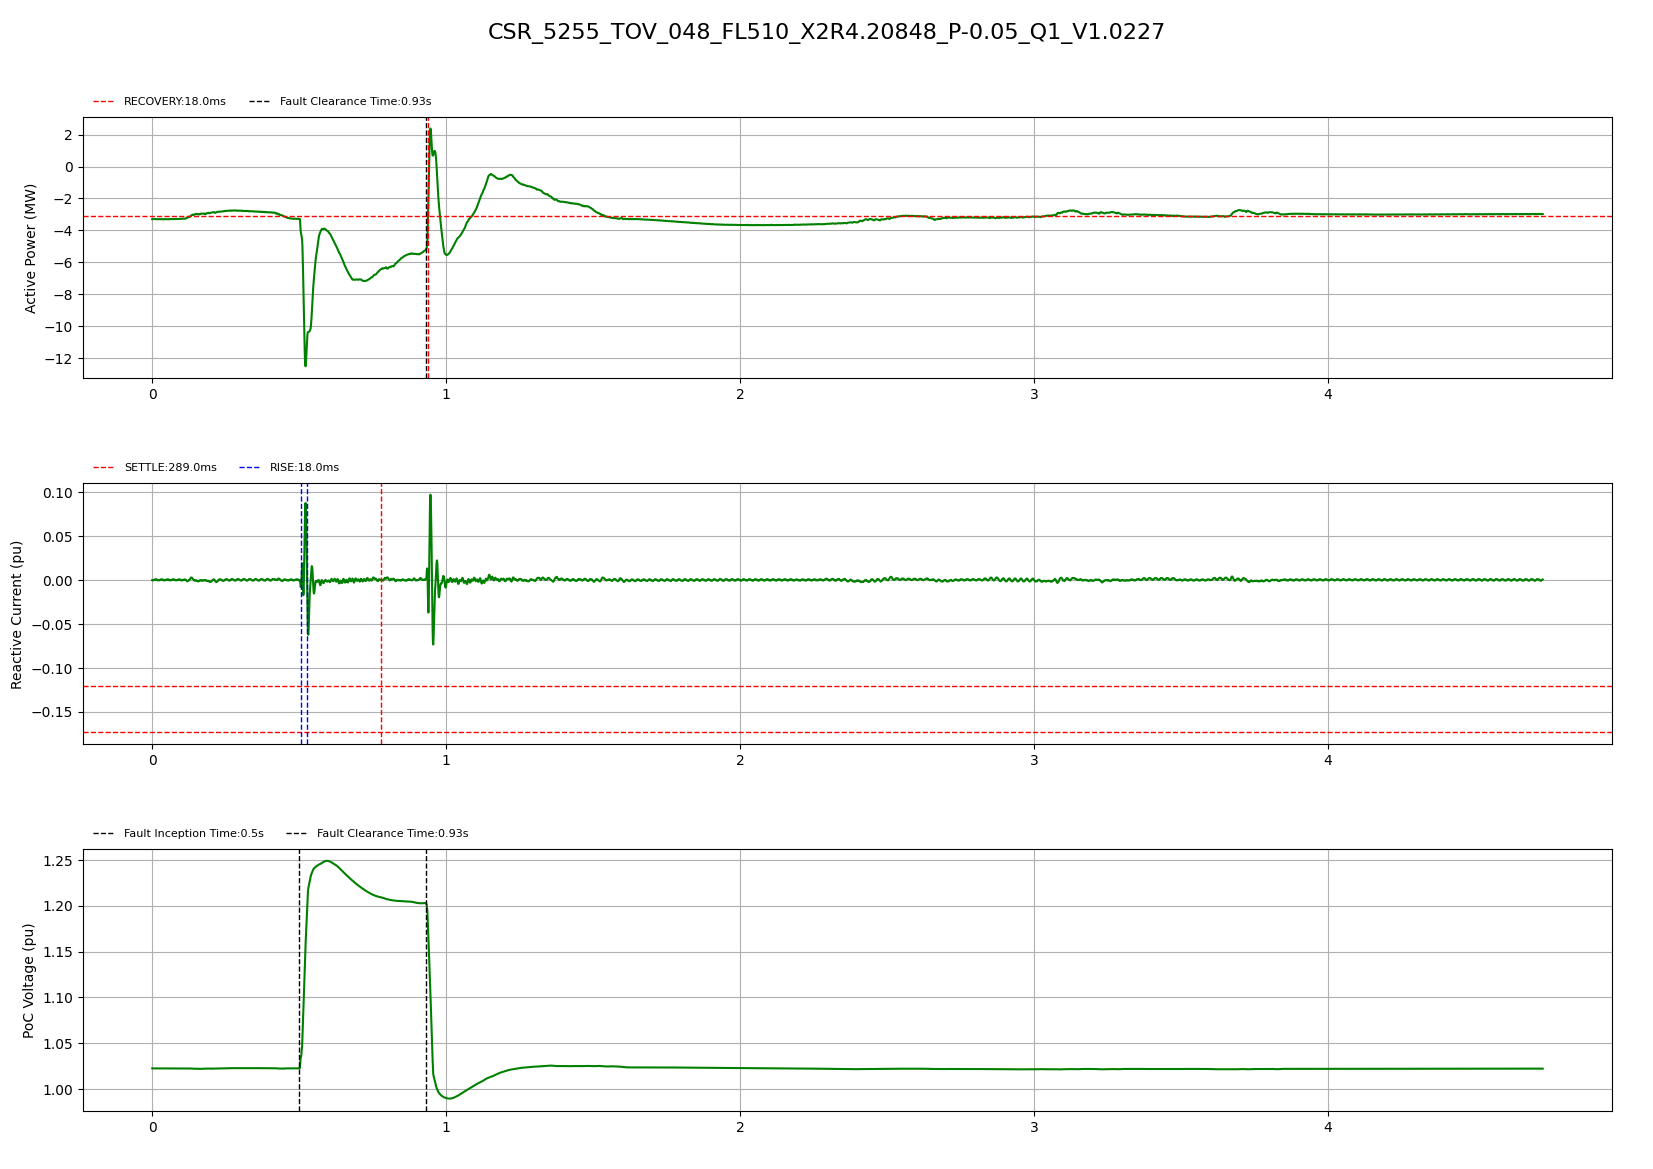 CSR_5255_TOV_048_FL510_X2R4.20848_P-0.05_Q1_V1.0227
RECOVERY:18.0ms Fault Clearance Time:0.93s
Active Power (MW)
2
0
−2
−4
−6
−8
−10
−12
0 1 2 3 4
SETTLE:289.0ms RISE:18.0ms
Reactive Current (pu)
0.10
0.05
0.00
−0.05
−0.10
−0.15
0 1 2 3 4
Fault Inception Time:0.5s Fault Clearance Time:0.93s
PoC Voltage (pu)
1.25
1.20
1.15
1.10
1.05
1.00
0 1 2 3 4